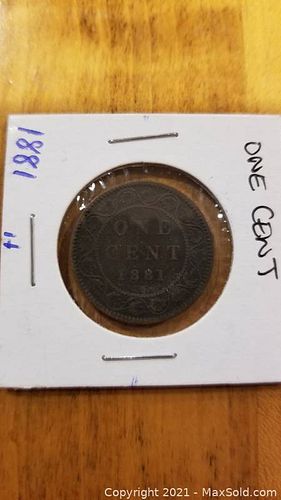 1881
ONE CENT
ONE
CENT
1881
Copyright © 2021 - MaxSold.com